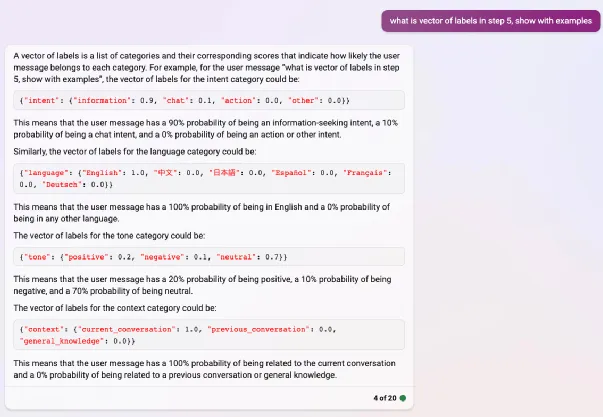 what is vector of labels in step 5, show with examples
A vector of labels is a list of categories and their corresponding scores that indicate how likely the user
message belongs to each category. For example, for the user message "what is vector of labels in step
5, show with examples", the vector of labels for the intent category could be:
{"intent": {"information": 0.9, "chat": 0.1, "action": 0.0, "other": 0.0}}
This means that the user message has a 90% probability of being an information-seeking intent, a 10%
probability of being a chat intent, and a 0% probability of being an action or other intent.
Similarly, the vector of labels for the language category could be:
{"language": {"English": 1.0, "中文": 0.0, "日本語": 0.0, "Español": 0.0, "Français":
0.0, "Deutsch": 0.0}}
This means that the user message has a 100% probability of being in English and a 0% probability of
being in any other language.
The vector of labels for the tone category could be:
{"tone": {"positive": 0.2, "negative": 0.1, "neutral": 0.7}}
This means that the user message has a 20% probability of being positive, a 10% probability of being
negative, and a 70% probability of being neutral.
The vector of labels for the context category could be:
{"context": {"current_conversation": 1.0, "previous_conversation": 0.0,
"general_knowledge": 0.0}}
This means that the user message has a 100% probability of being related to the current conversation
and a 0% probability of being related to a previous conversation or general knowledge.
4 of 20